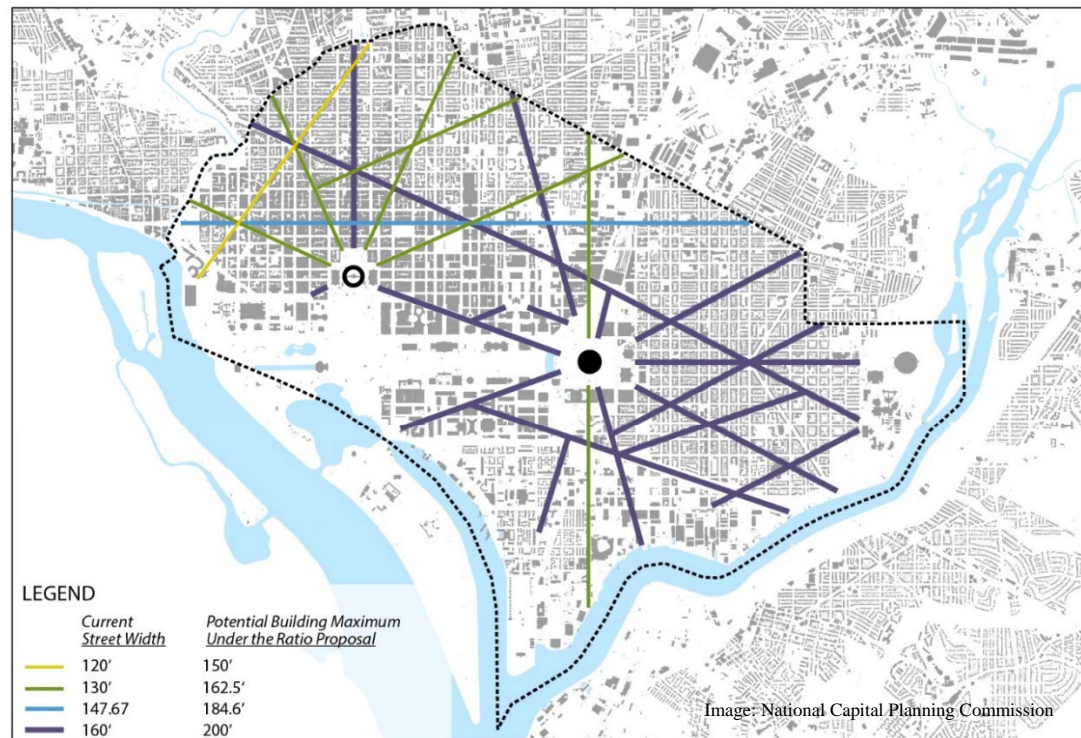 LEGEND
Current Potential Building Maximum
Street Width Under the Ratio Proposal
120' 150'
130' 162.5'
147.67 184.6'
160' 200'
Image: National Capital Planning Commission